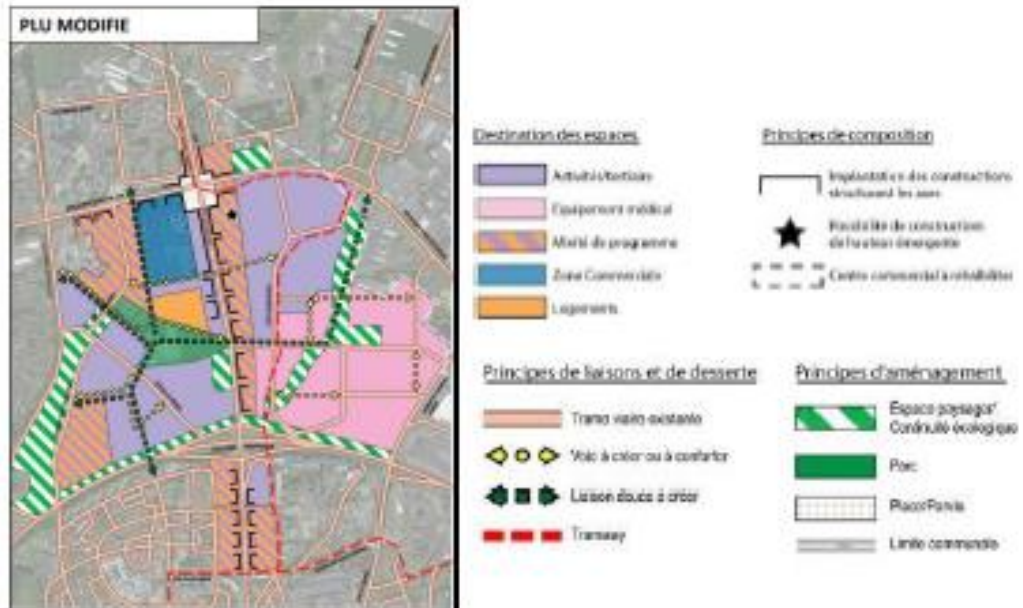 PLU MODIFIE
Destination des espaces
Activités/tertiaire
Equipement médical
Mixité de programme
Zone Commerciale
Logements
Principes de composition
Implantation des constructions
structurant les axes
Possibilité de constructions
de hauteur émergente
Centre commercial à réhabiliter
Principes de liaisons et de desserte
Trame viaire existante
Voie à créer ou à conforter
Liaison douce à créer
Tramway
Principes d'aménagement
Espace paysager/
Continuité écologique
Parc
Place/Parvis
Limite communale